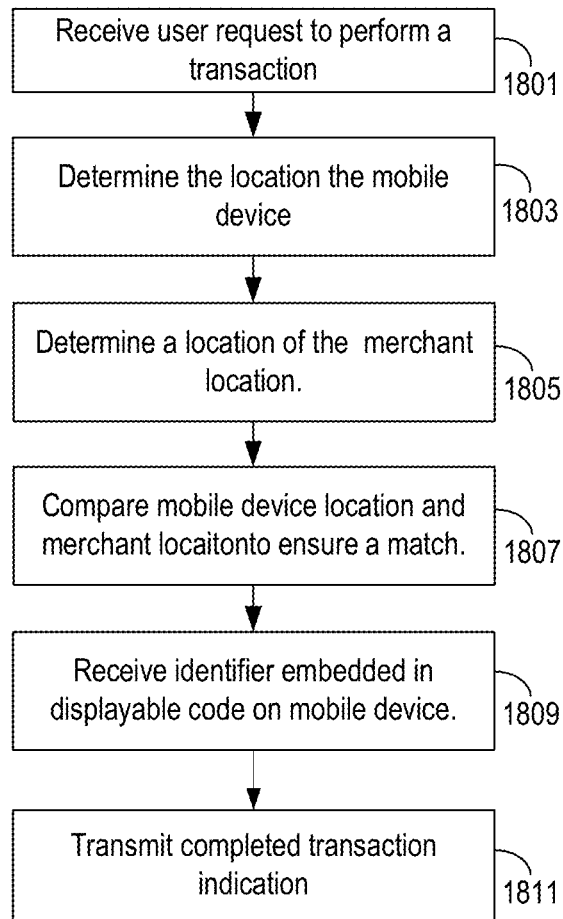 Receive user request to perform a
transaction
1801
Determine the location the mobile
device
1803
Determine a location of the merchant
location.
1805
Compare mobile device location and
merchant locaitonto ensure a match.
1807
Receive identifier embedded in
displayable code on mobile device.
1809
Transmit completed transaction
indication
1811